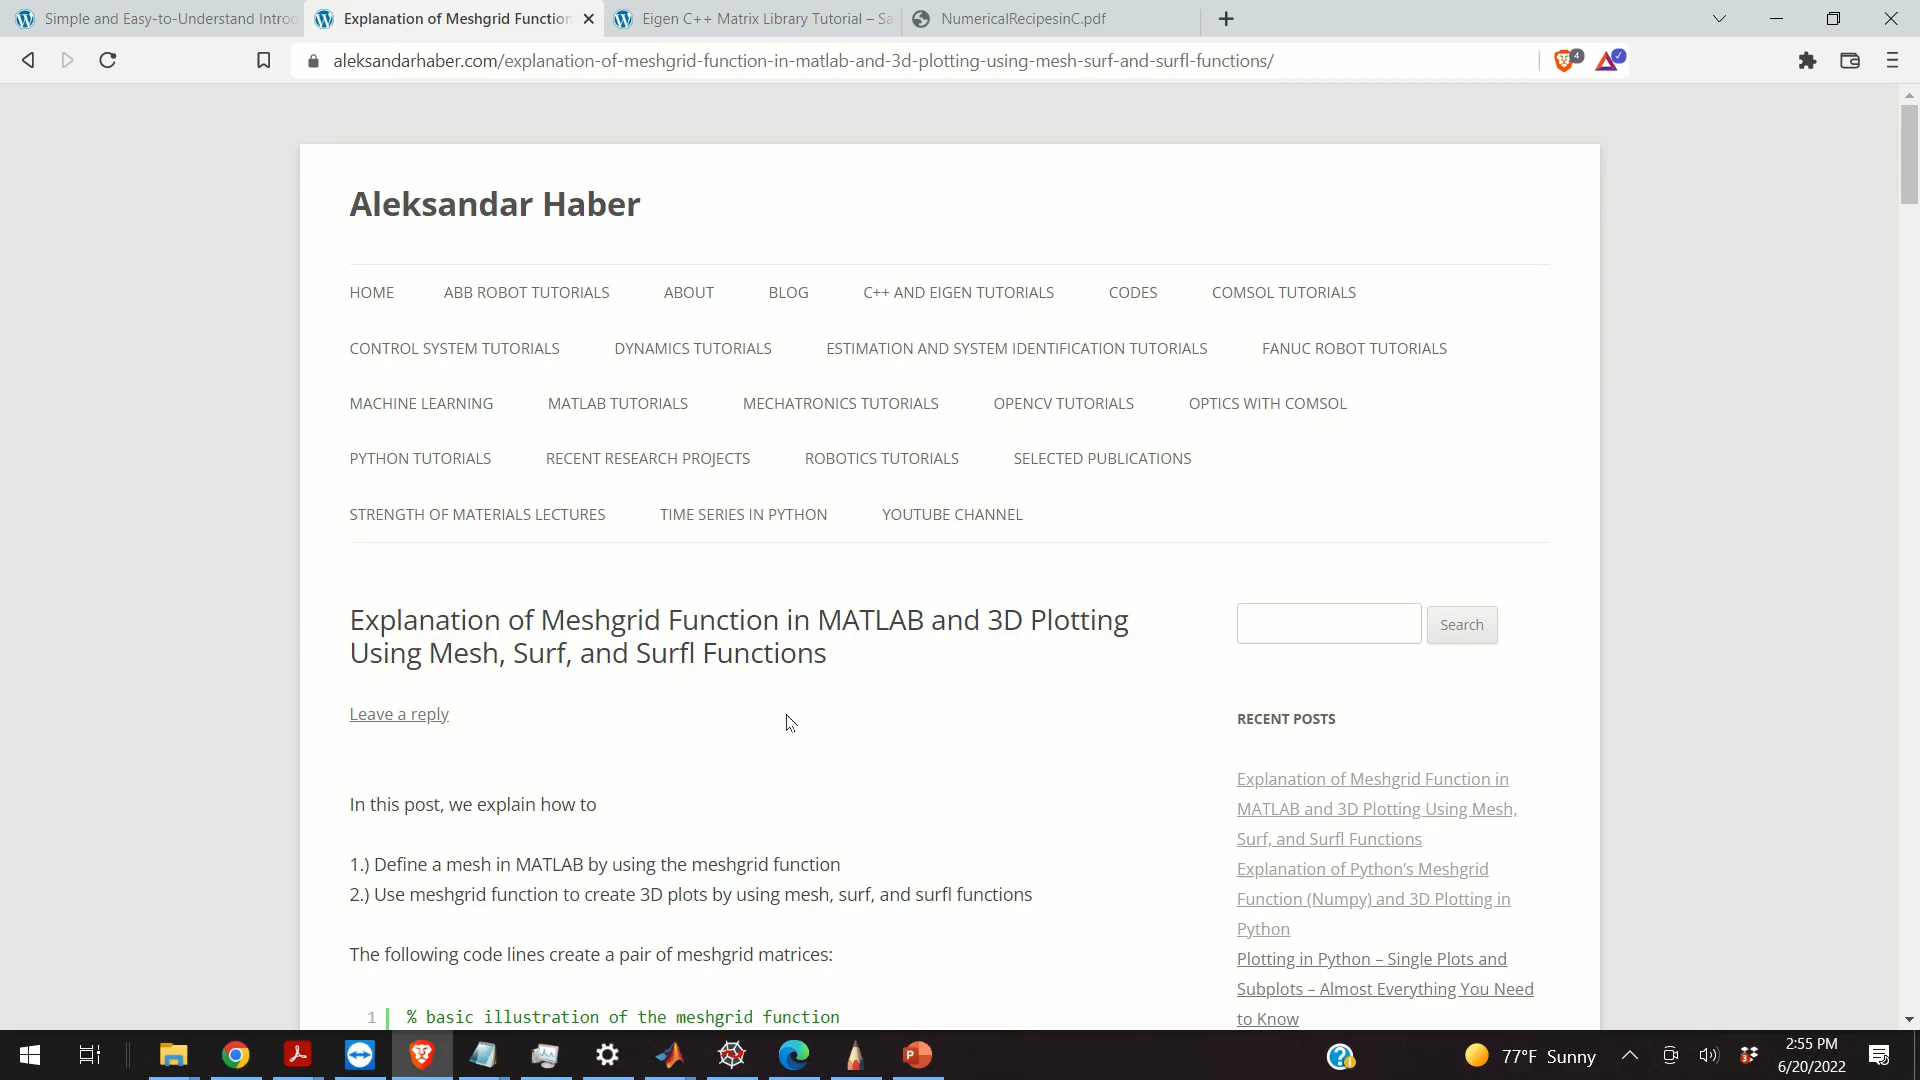 Simple and Easy-to-Understand Introd
Explanation of Meshgrid Function
Eigen C++ Matrix Library Tutorial – Sa
NumericalRecipesinC.pdf
aleksandarhaber.com/explanation-of-meshgrid-function-in-matlab-and-3d-plotting-using-mesh-surf-and-surfl-functions/
4
Aleksandar Haber
HOME ABB ROBOT TUTORIALS ABOUT BLOG C++ AND EIGEN TUTORIALS CODES COMSOL TUTORIALS
CONTROL SYSTEM TUTORIALS DYNAMICS TUTORIALS ESTIMATION AND SYSTEM IDENTIFICATION TUTORIALS FANUC ROBOT TUTORIALS
MACHINE LEARNING MATLAB TUTORIALS MECHATRONICS TUTORIALS OPENCV TUTORIALS OPTICS WITH COMSOL
PYTHON TUTORIALS RECENT RESEARCH PROJECTS ROBOTICS TUTORIALS SELECTED PUBLICATIONS
STRENGTH OF MATERIALS LECTURES TIME SERIES IN PYTHON YOUTUBE CHANNEL
Explanation of Meshgrid Function in MATLAB and 3D Plotting
Using Mesh, Surf, and Surfl Functions
Leave a reply
In this post, we explain how to
1.) Define a mesh in MATLAB by using the meshgrid function
2.) Use meshgrid function to create 3D plots by using mesh, surf, and surfl functions
The following code lines create a pair of meshgrid matrices:
1 % basic illustration of the meshgrid function
Search
RECENT POSTS
Explanation of Meshgrid Function in
MATLAB and 3D Plotting Using Mesh,
Surf, and Surfl Functions
Explanation of Python’s Meshgrid
Function (Numpy) and 3D Plotting in
Python
Plotting in Python – Single Plots and
Subplots – Almost Everything You Need
to Know
77°F Sunny
2:55 PM
6/20/2022